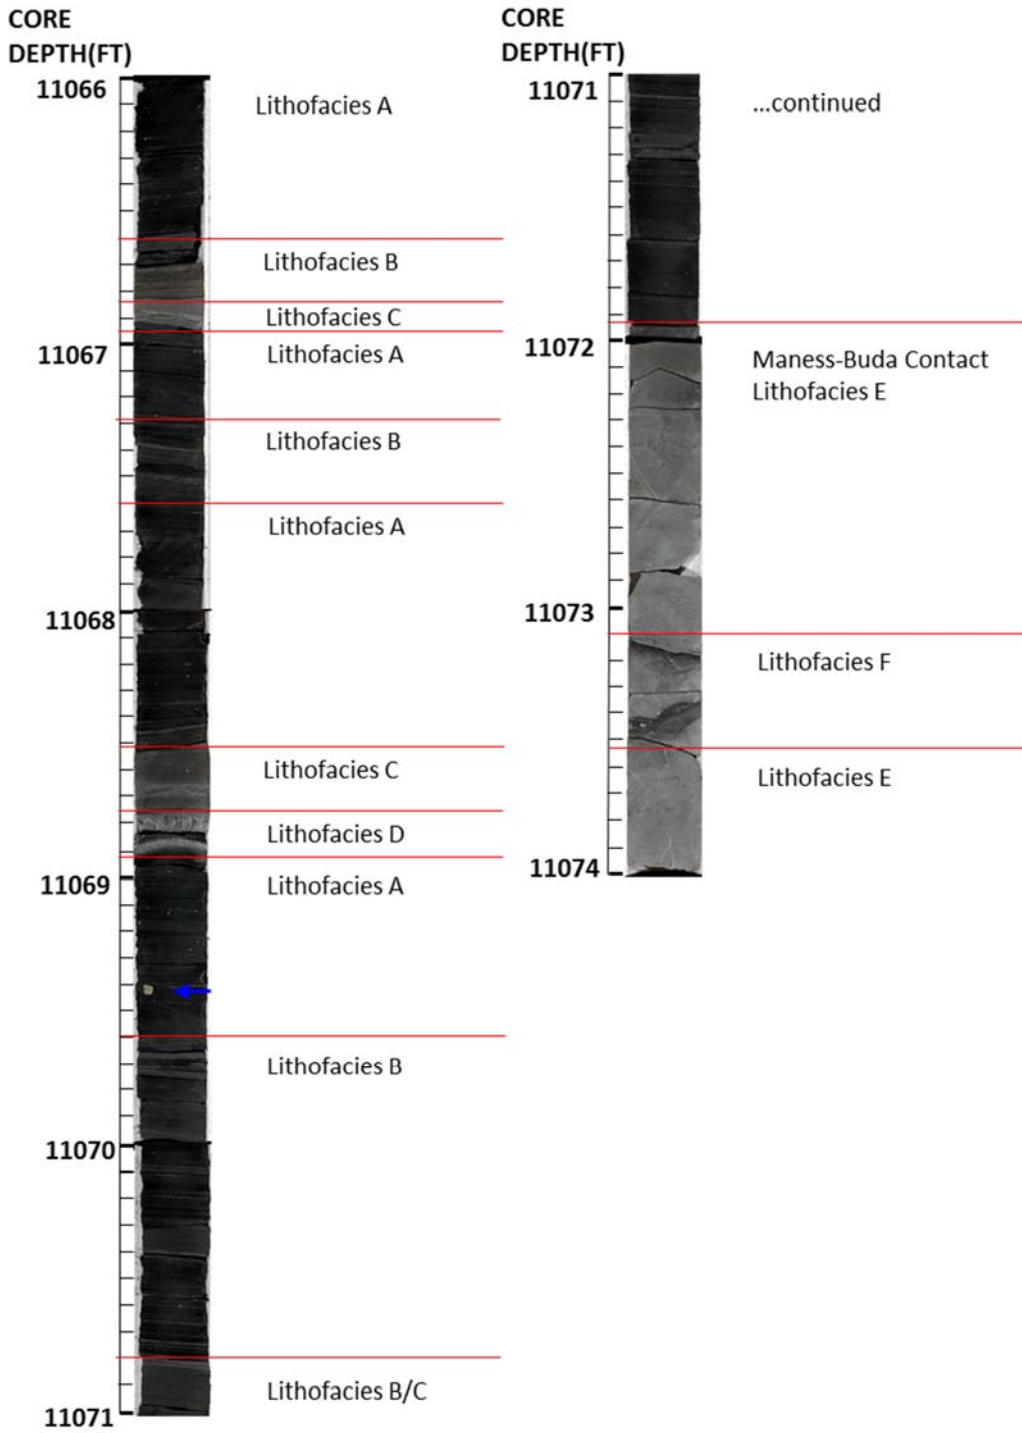 CORE
DEPTH(FT)
11066
Lithofacies A
Lithofacies B
Lithofacies C
11067
Lithofacies A
Lithofacies B
Lithofacies A
11068
Lithofacies C
Lithofacies D
11069
Lithofacies A
Lithofacies B
11070
Lithofacies B/C
11071
CORE
DEPTH(FT)
11071
...continued
11072
Maness-Buda Contact
Lithofacies E
11073
Lithofacies F
Lithofacies E
11074